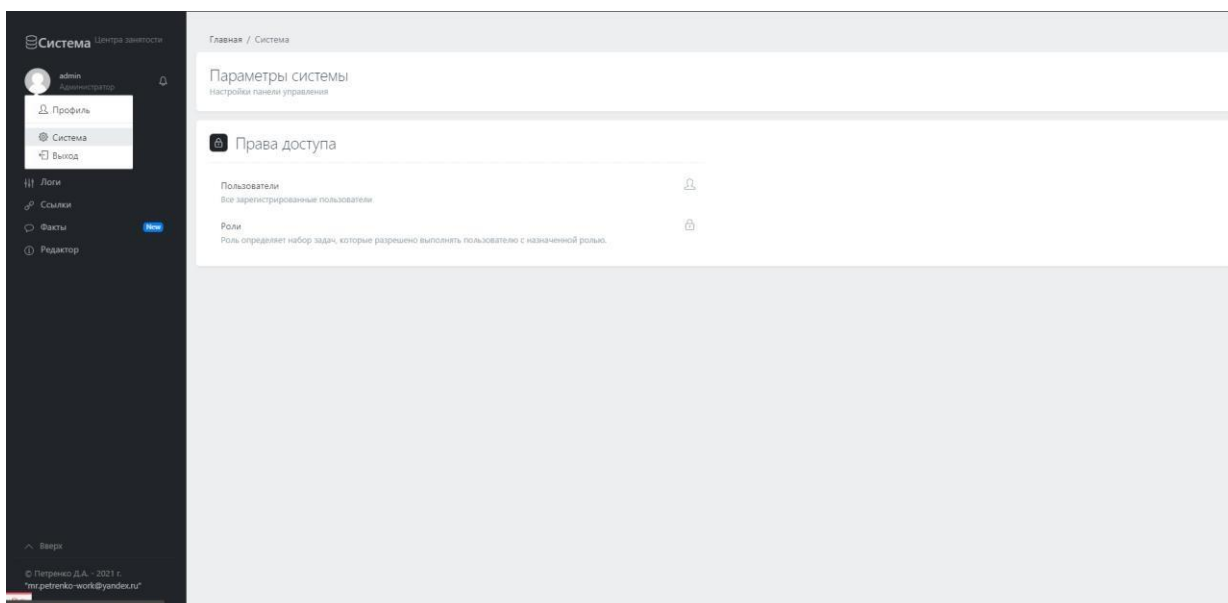 Система Центра занятости
admin
Администратор
Профиль
Система
Выход
Логи
Ссылки
Факты New
Редактор
Вверх
© Петренко Д.А. - 2021 г.
"mr.petrenko-work@yandex.ru"
Главная / Система
Параметры системы
Настройки панели управления
Права доступа
Пользователи
Все зарегистрированные пользователи.
Роли
Роль определяет набор задач, которые разрешено выполнять пользователю с назначенной ролью.